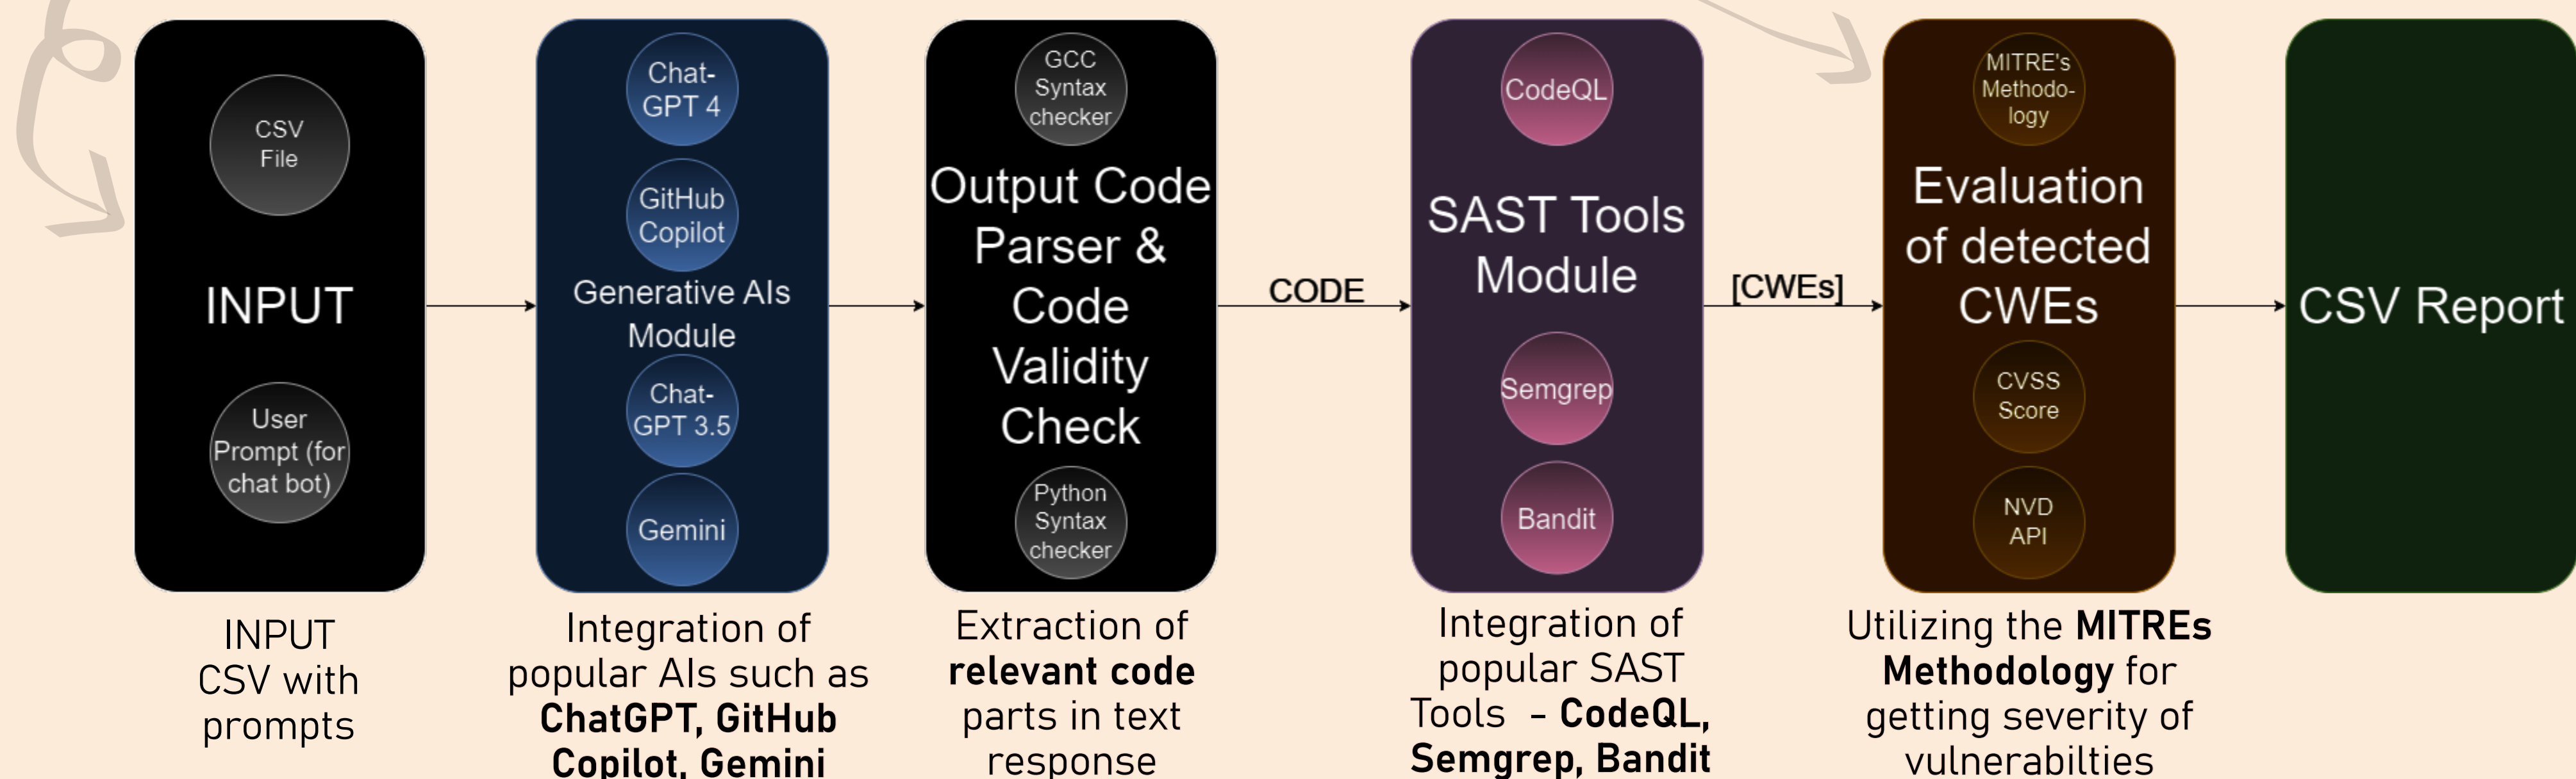 CSV
File
INPUT
User
Prompt (for
chat bot)
Chat-
GPT 4
GitHub
Copilot
Generative AIs
Module
Chat-
GPT 3.5
Gemini
GCC
Syntax
checker
Output Code
Parser &
Code
Validity
Check
Python
Syntax
checker
CODE
CodeQL
SAST Tools
Module
Semgrep
Bandit
[CWEs]
MITRE's
Methodo-
logy
Evaluation
of detected
CWEs
CVSS
Score
NVD
API
CSV Report
INPUT
CSV with
prompts
Integration of
popular AIs such as
ChatGPT, GitHub
Copilot, Gemini
Extraction of
relevant code
parts in text
response
Integration of
popular SAST
Tools - CodeQL,
Semgrep, Bandit
Utilizing the MITREs
Methodology for
getting severity of
vulnerabilties